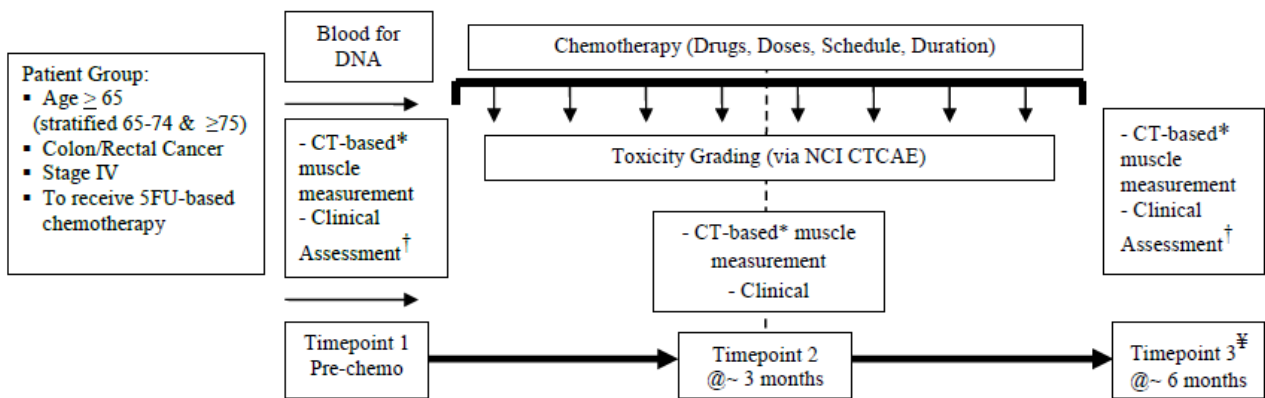 Patient Group:
▪ Age ≥ 65
(stratified 65-74 & ≥75)
▪ Colon/Rectal Cancer
▪ Stage IV
▪ To receive 5FU-based
chemotherapy
Blood for
DNA
- CT-based*
muscle
measurement
- Clinical
Assessment†
Timepoint 1
Pre-chemo
Chemotherapy (Drugs, Doses, Schedule, Duration)
Toxicity Grading (via NCI CTCAE)
- CT-based* muscle
measurement
- Clinical
Timepoint 2
@~ 3 months
- CT-based*
muscle
measurement
- Clinical
Assessment†
Timepoint 3¥
@~ 6 months